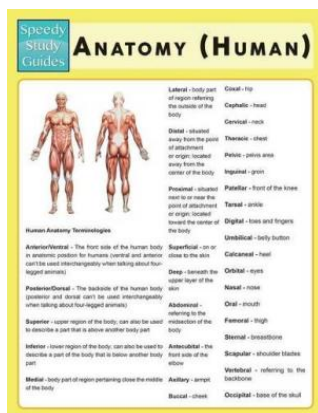 Speedy
Study
Guides
ANATOMY (HUMAN)
Human Anatomy Terminologies
Anterior/Ventral - The front side of the human body
in anatomic position for humans (ventral and anterior
can't be used interchangeably when talking about four-
legged animals)
Posterior/Dorsal - The backside of the human body
(posterior and dorsal can't be used interchangeably
when talking about four-legged animals)
Superior - upper region of the body; can also be used
to describe a part that is above another body part
Inferior - lower region of the body; can also be used to
describe a part of the body that is below another body
part
Medial - body part of region pertaining close the middle
of the body
Lateral - body part
of region referring
the outside of the
body
Distal - situated
away from the point
of attachment
or origin; located
away from the
center of the body
Proximal - situated
next to or near the
point of attachment
or origin; located
toward the center of
the body
Superficial - on or
close to the skin
Deep - beneath the
upper layer of the
skin
Abdominal -
referring to the
midsection of the
body
Antecubital - the
front side of the
elbow
Axillary - armpit
Buccal - cheek
Coxal - hip
Cephalic - head
Cervical - neck
Thoracic - chest
Pelvic - pelvis area
Inguinal - groin
Patellar - front of the knee
Tarsal - ankle
Digital - toes and fingers
Umbilical - belly button
Calcaneal - heel
Orbital - eyes
Nasal - nose
Oral - mouth
Femoral - thigh
Sternal - breastbone
Scapular - shoulder blades
Vertebral - referring to the
backbone
Occipital - base of the skull